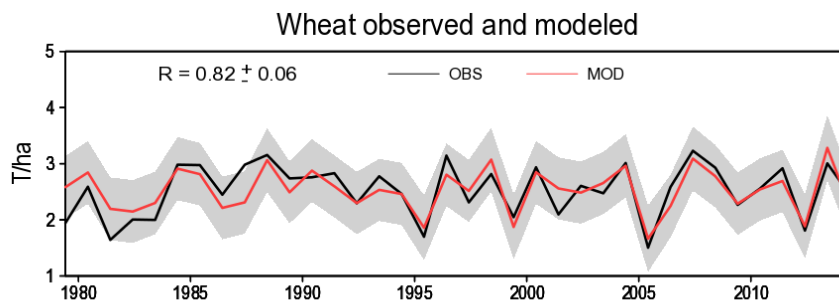 Wheat observed and modeled
R = 0.82 ± 0.06
OBS
MOD
T/ha
5
4
3
2
1
1980 1985 1990 1995 2000 2005 2010